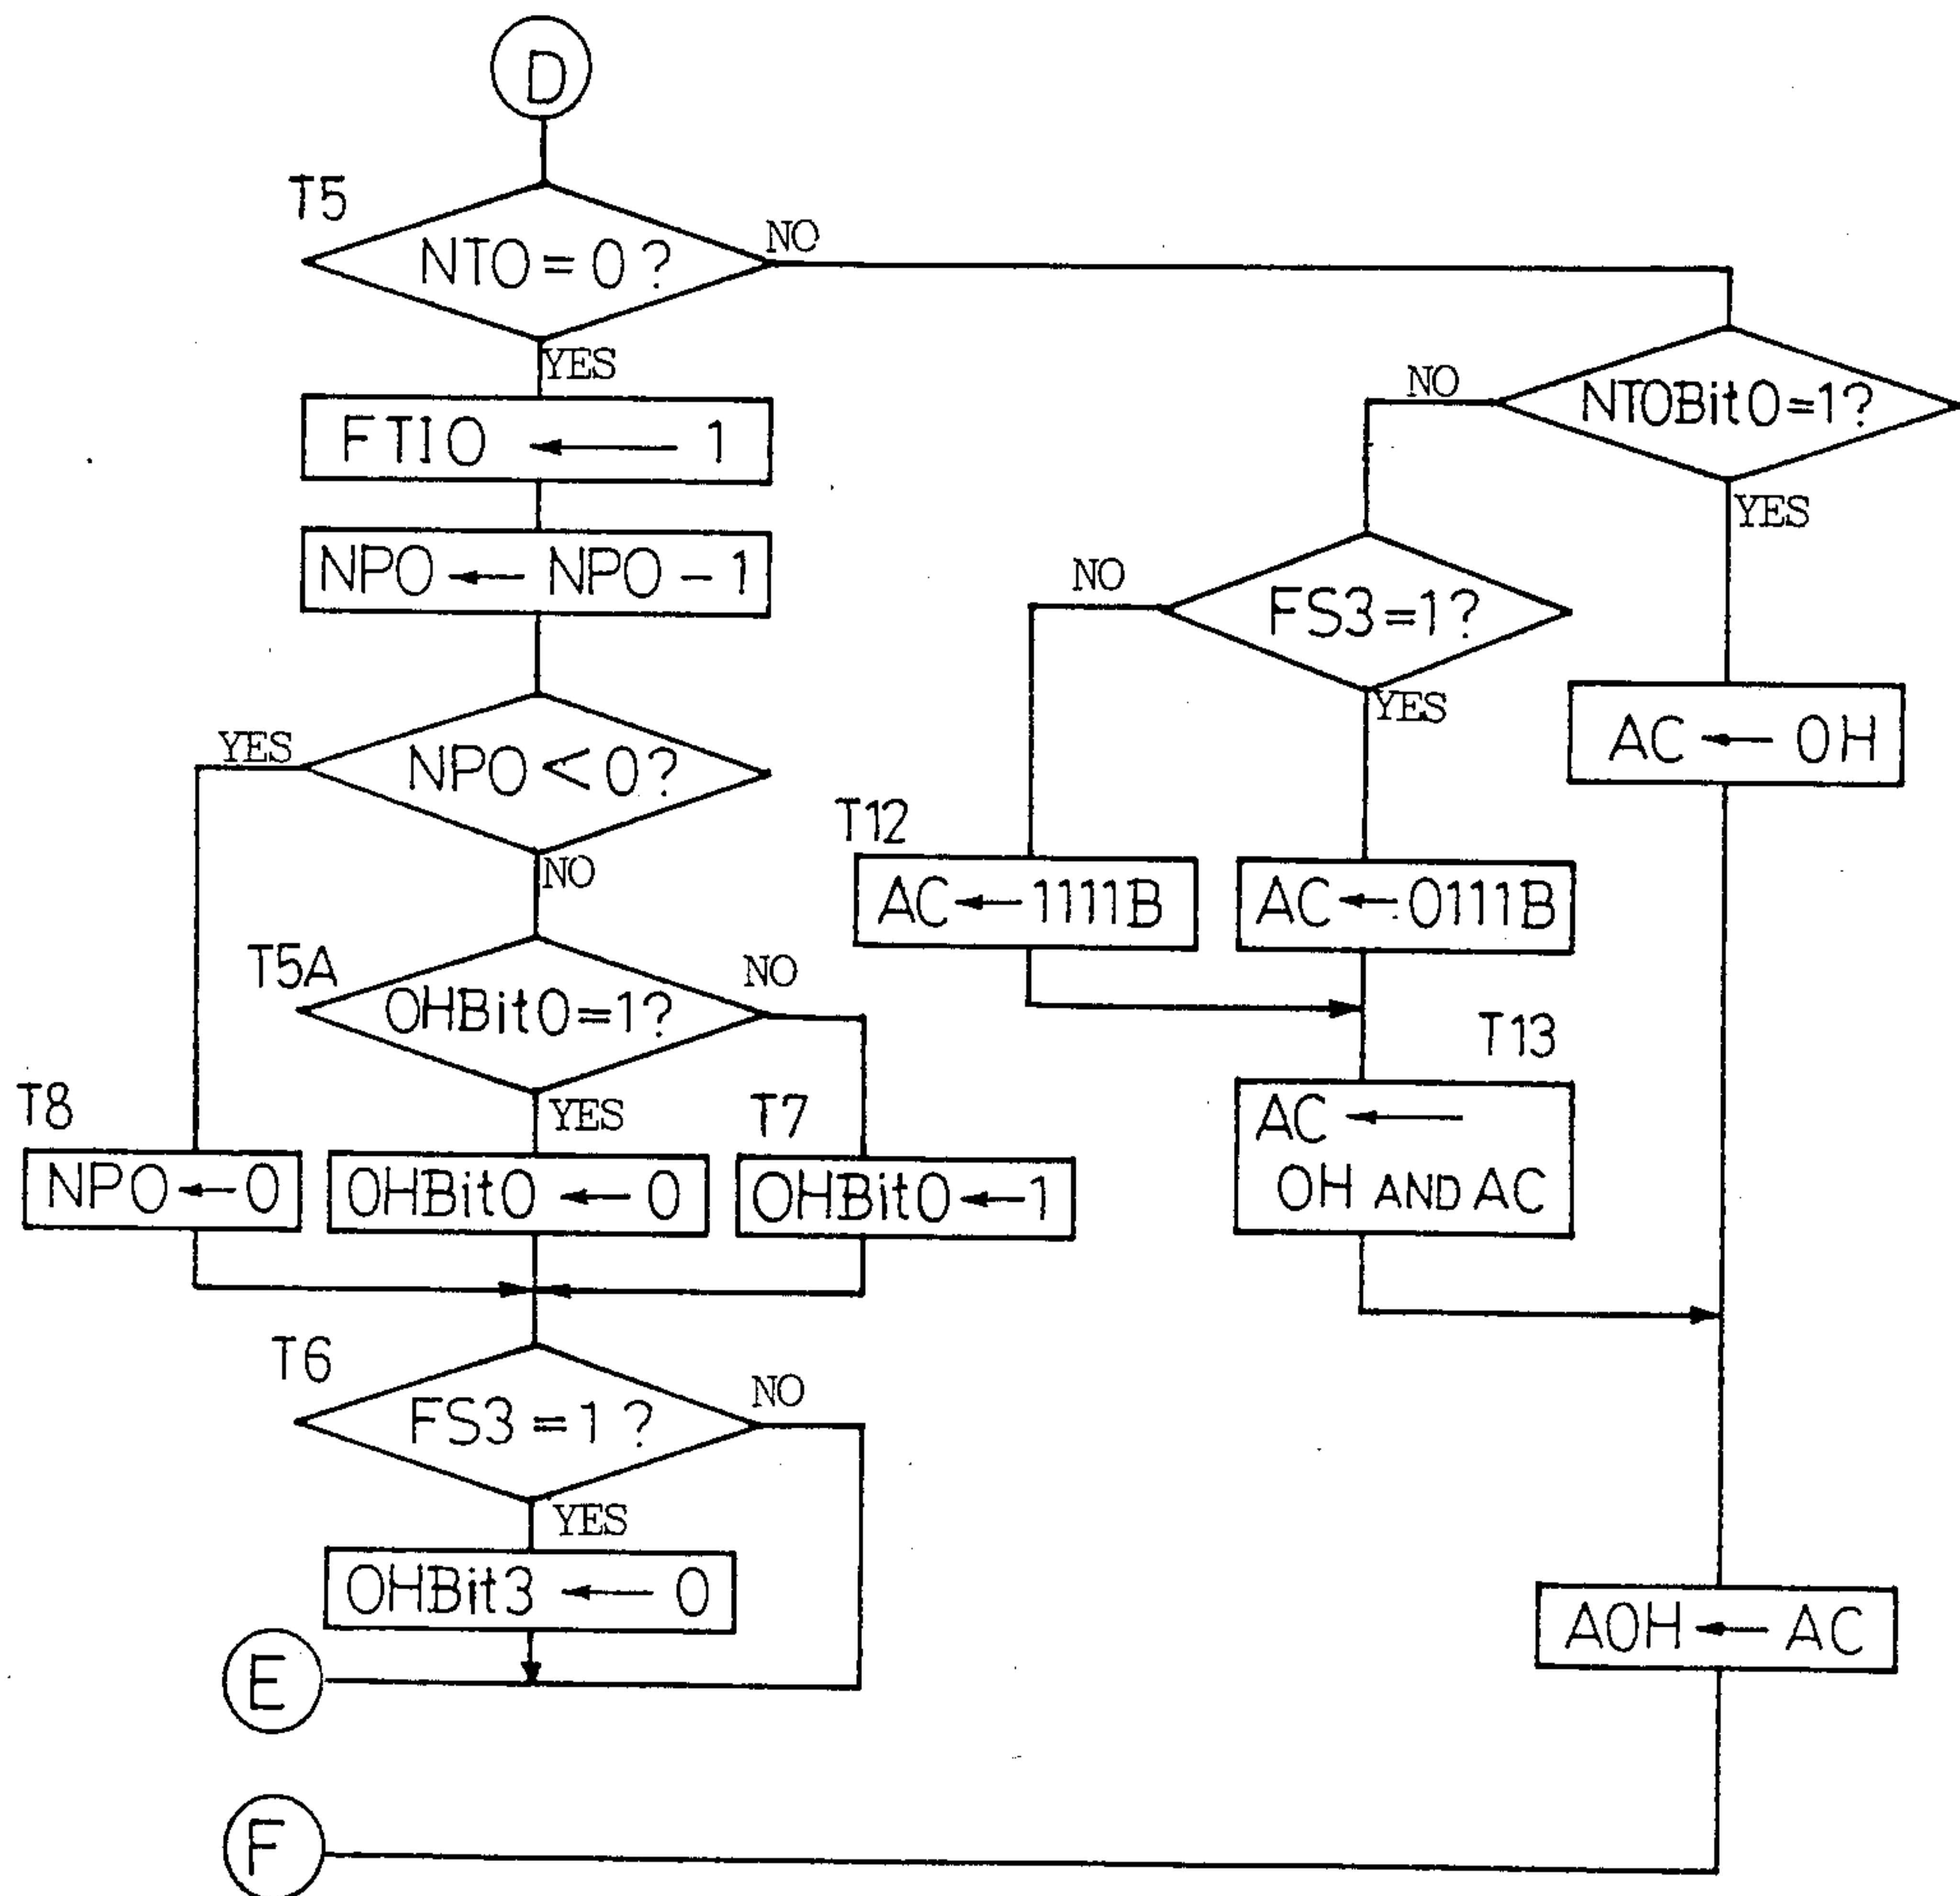 D
T5
NTO=0?
NO
YES
FTIO ← 1
NPO ← NPO - 1
NPO<0?
YES
NO
T5A
OHBit0=1?
NO
YES
T8
NPO←0
OHBit0 ← 0
T7
OHBit0←1
T6
FS3=1?
NO
YES
OHBit3 ← 0
E
F
NTOBit0=1?
NO
YES
FS3=1?
NO
YES
AC ← OH
T12
AC←1111B
AC←0111B
T13
AC ←
OH AND AC
AOH ← AC